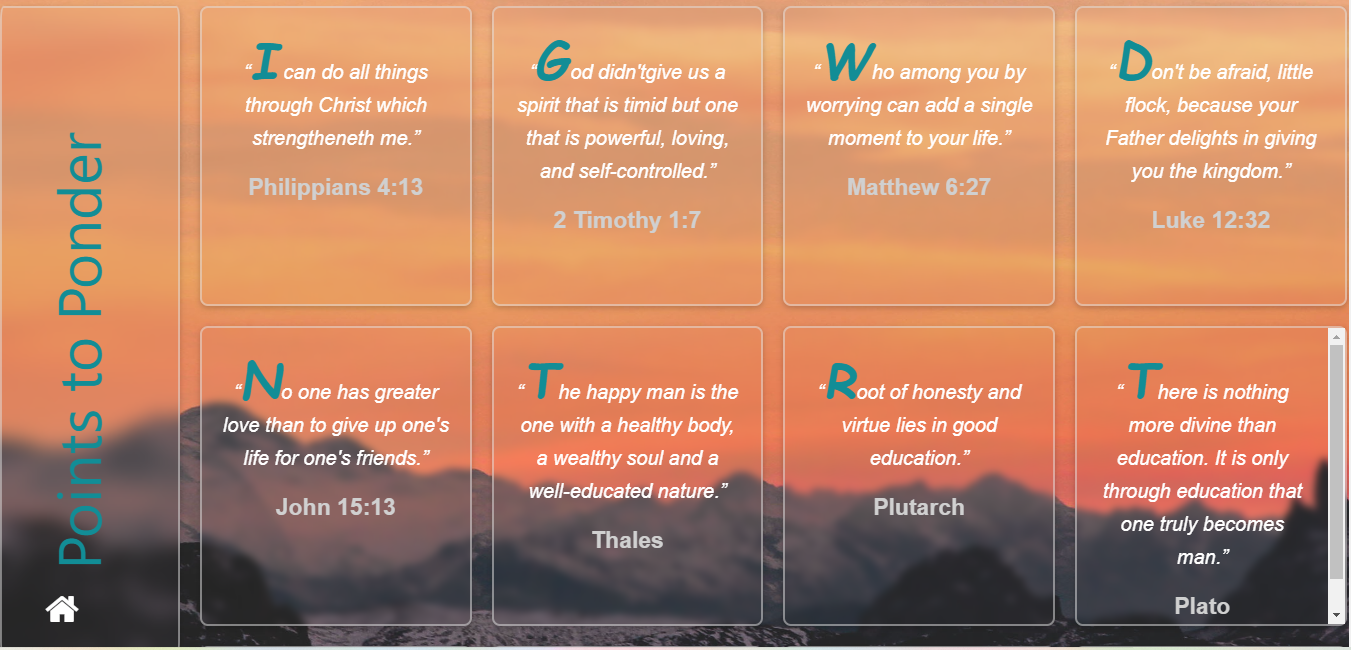 Points to Ponder
“I can do all things
through Christ which
strengtheneth me.”
Philippians 4:13
“God didn'tgive us a
spirit that is timid but one
that is powerful, loving,
and self-controlled.”
2 Timothy 1:7
“Who among you by
worrying can add a single
moment to your life.”
Matthew 6:27
“Don't be afraid, little
flock, because your
Father delights in giving
you the kingdom.”
Luke 12:32
“No one has greater
love than to give up one's
life for one's friends.”
John 15:13
“The happy man is the
one with a healthy body,
a wealthy soul and a
well-educated nature.”
Thales
“Root of honesty and
virtue lies in good
education.”
Plutarch
“There is nothing
more divine than
education. It is only
through education that
one truly becomes
man.”
Plato